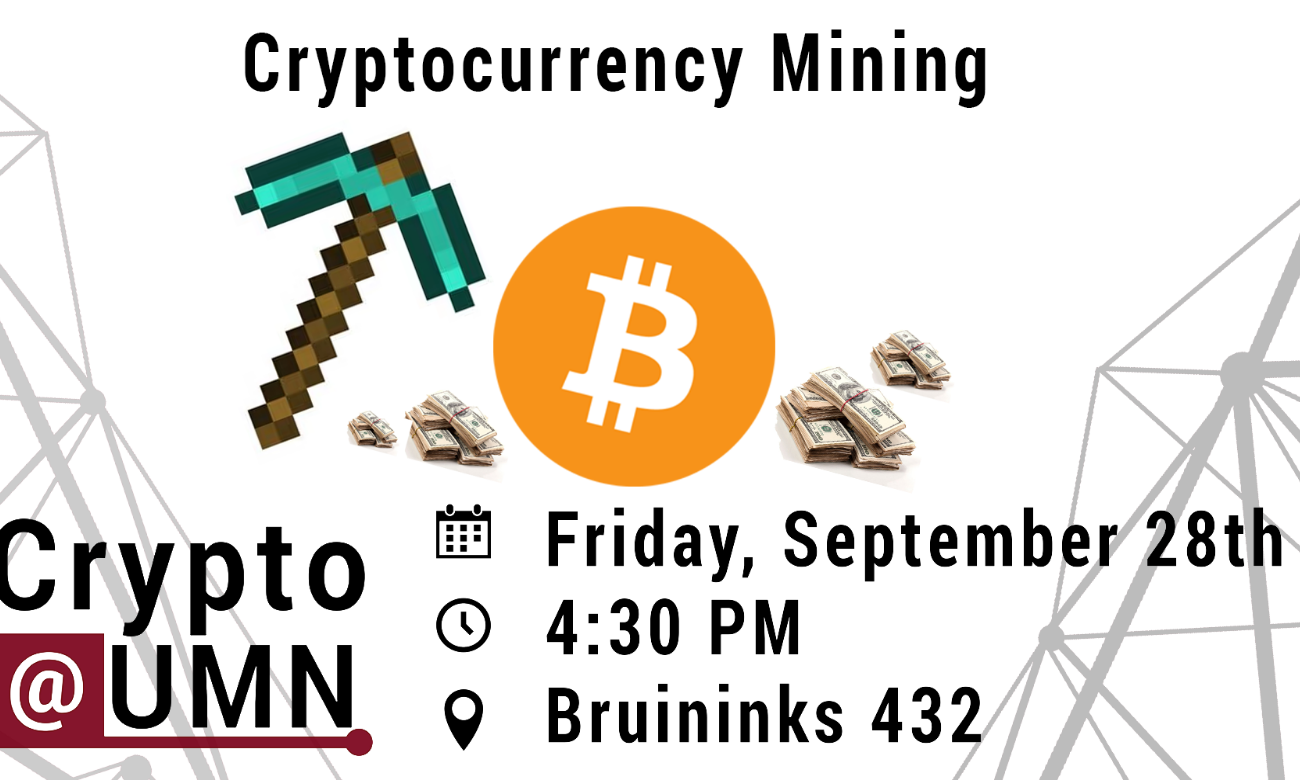 Cryptocurrency Mining
Crypto
@UMN
Friday, September 28th
4:30 PM
Bruininks 432